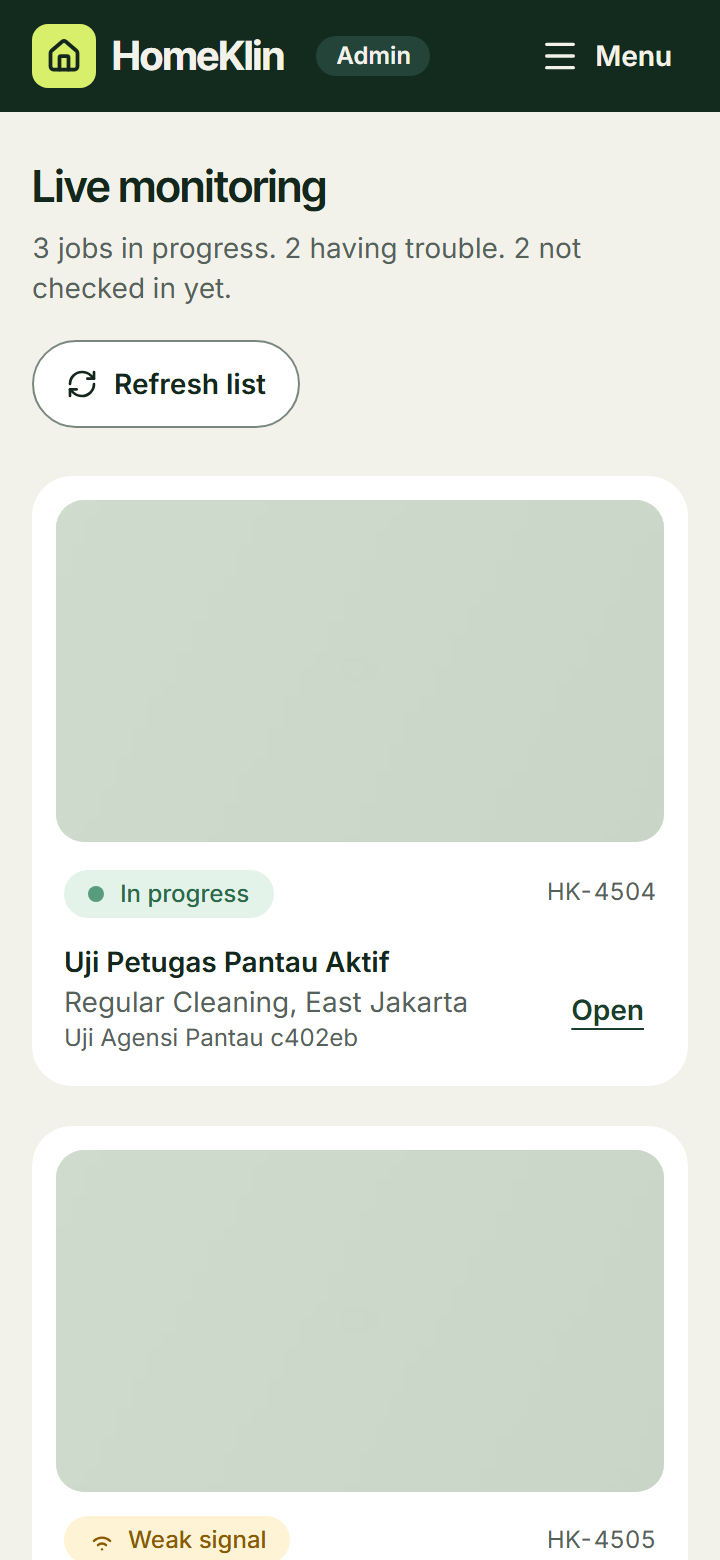 HomeKlin
Admin
Menu
Live monitoring
3 jobs in progress. 2 having trouble. 2 not
checked in yet.
Refresh list
In progress
HK-4504
Uji Petugas Pantau Aktif
Regular Cleaning, East Jakarta
Uji Agensi Pantau c402eb
Open
Weak signal
HK-4505